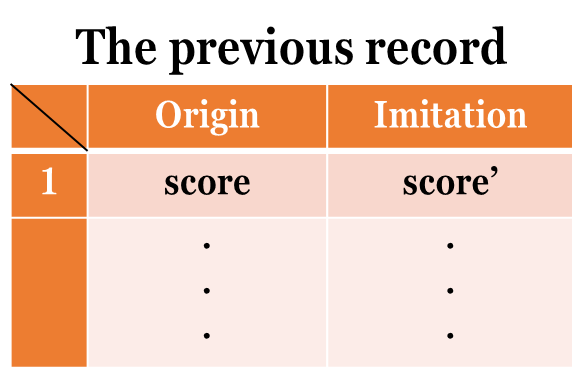 The previous record
Origin Imitation
1 score score’
. .
. .
. .